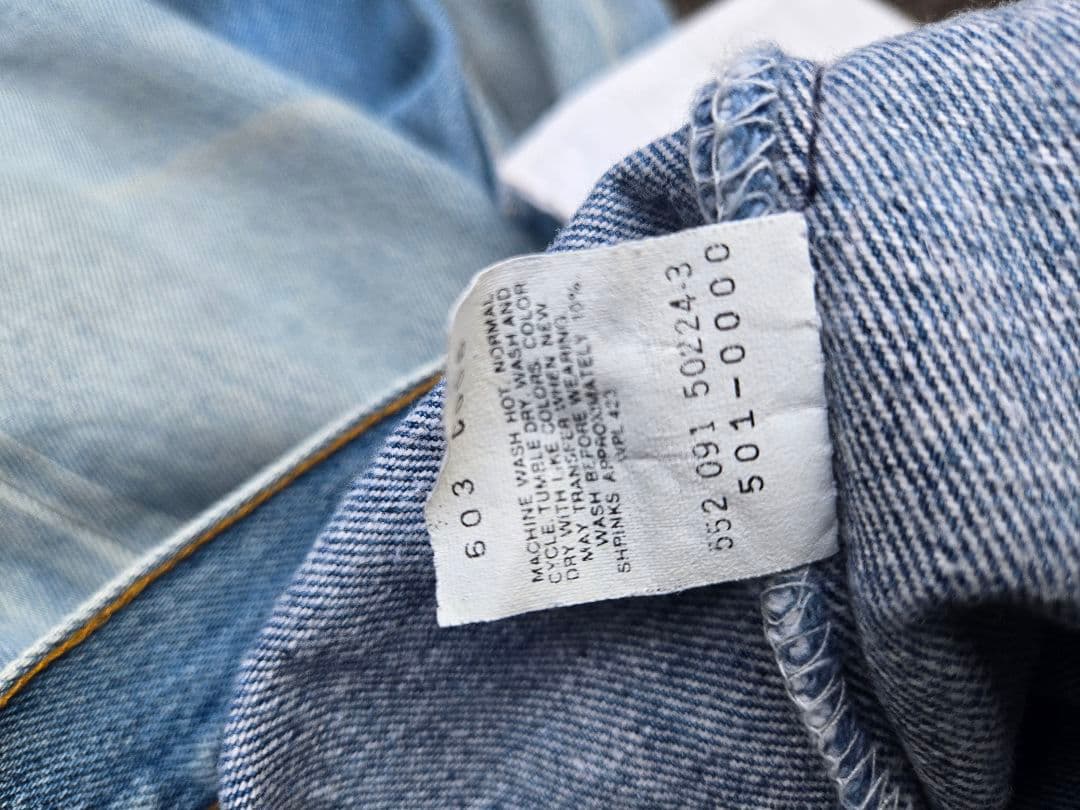 603
MACHINE WASH HOT, NORMAL
CYCLE. TUMBLE DRY. WASH AND
DRY WITH LIKE COLORS. COLOR
MAY TRANSFER WHEN NEW
WASH BEFORE WEARING.
SHRINKS APPROXIMATELY 10%
WPL 423
552 091 50224-3
501-0000